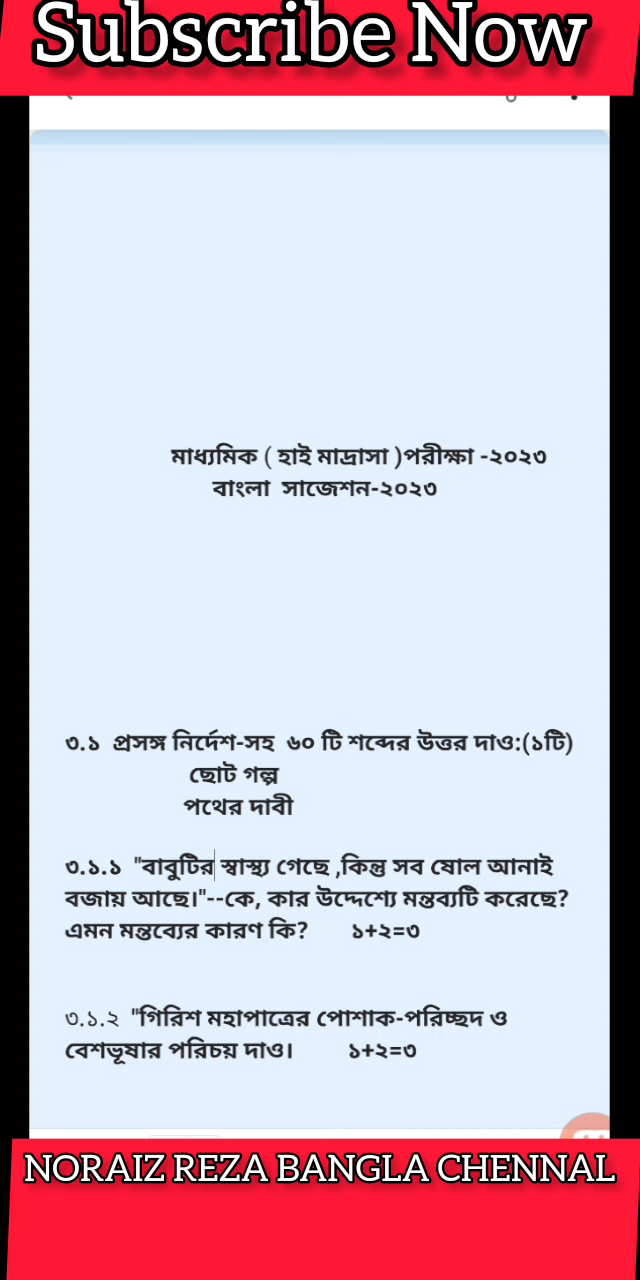 Subscribe Now
মাধ্যমিক ( হাই মাদ্রাসা )পরীক্ষা -২০২৩
বাংলা সাজেশন-২০২৩
৩.১ প্রসঙ্গ নির্দেশ-সহ ৬০ টি শব্দের উত্তর দাও:(১টি)
ছোট গল্প
পথের দাবী
৩.১.১ "বাবুটির স্বাস্থ্য গেছে ,কিন্তু সব ষোল আনাই
বজায় আছে।"--কে, কার উদ্দেশ্যে মন্তব্যটি করেছে?
এমন মন্তব্যের কারণ কি? ১+২=৩
৩.১.২ "গিরিশ মহাপাত্রের পোশাক-পরিচ্ছদ ও
বেশভূষার পরিচয় দাও। ১+২=৩
NORAIZ REZA BANGLA CHENNAL